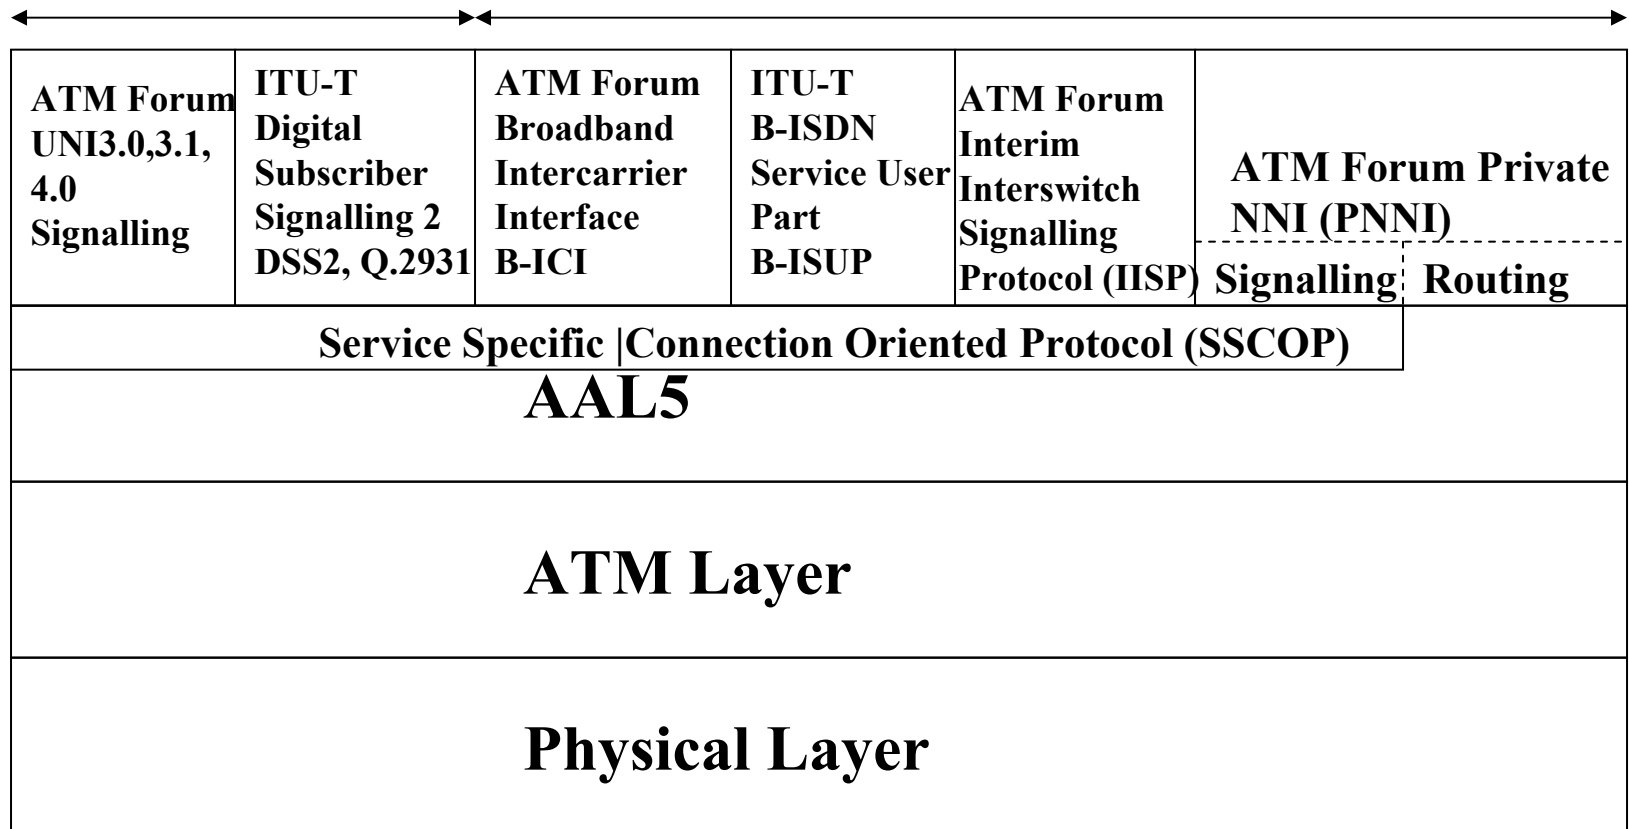 ATM Forum
UNI3.0,3.1,
4.0
Signalling
ITU-T
Digital
Subscriber
Signalling 2
DSS2, Q.2931
ATM Forum
Broadband
Intercarrier
Interface
B-ICI
ITU-T
B-ISDN
Service User
Part
B-ISUP
ATM Forum
Interim
Interswitch
Signalling
Protocol (IISP)
ATM Forum Private
NNI (PNNI)
Signalling
Routing
Service Specific |Connection Oriented Protocol (SSCOP)
AAL5
ATM Layer
Physical Layer